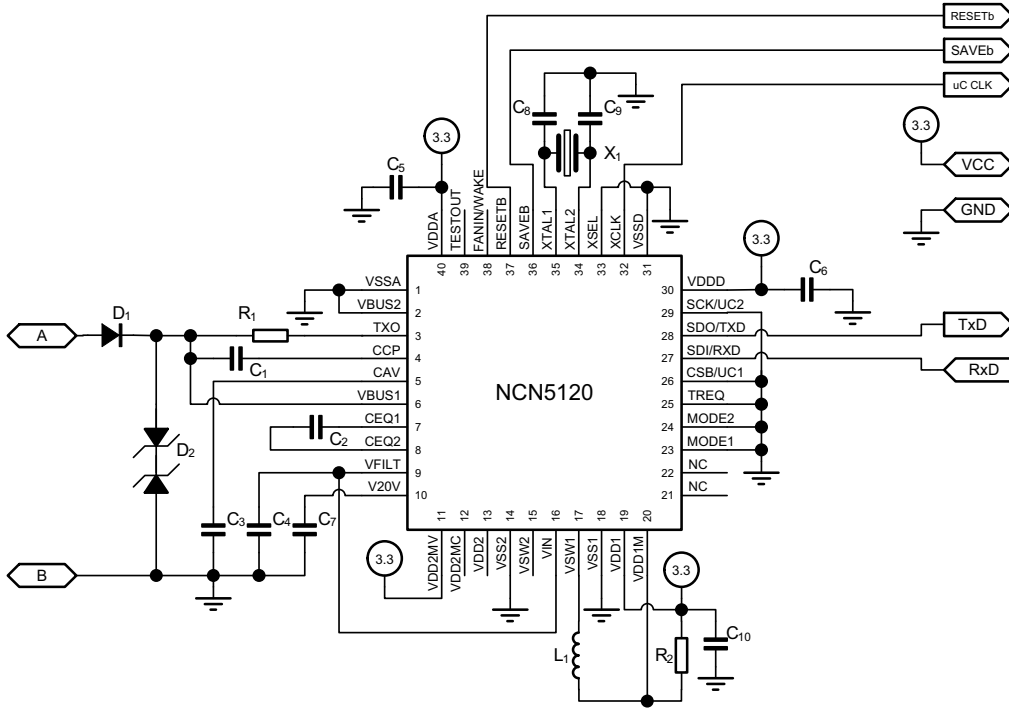 RESETb
SAVEb
uC CLK
3.3
VCC
GND
C8
C9
X1
3.3
C5
VDDA
TESTOUT
FANIN/WAKE
RESETB
SAVEB
XTAL1
XTAL2
XSEL
XCLK
VSSD
40
39
38
37
36
35
34
33
32
31
3.3
C6
A
D1
R1
C1
D2
C2
C3
C4
C7
B
VSSA 1
VBUS2 2
TXO 3
CCP 4
CAV 5
VBUS1 6
CEQ1 7
CEQ2 8
VFILT 9
V20V 10
NCN5120
30 VDDD
29 SCK/UC2
28 SDO/TXD
27 SDI/RXD
26 CSB/UC1
25 TREQ
24 MODE2
23 MODE1
22 NC
21 NC
TxD
RxD
11
12
13
14
15
16
17
18
19
20
VDD2MV
VDD2MC
VDD2
VSS2
VSW2
VIN
VSW1
VSS1
VDD1
VDD1M
3.3
3.3
L1
R2
C10